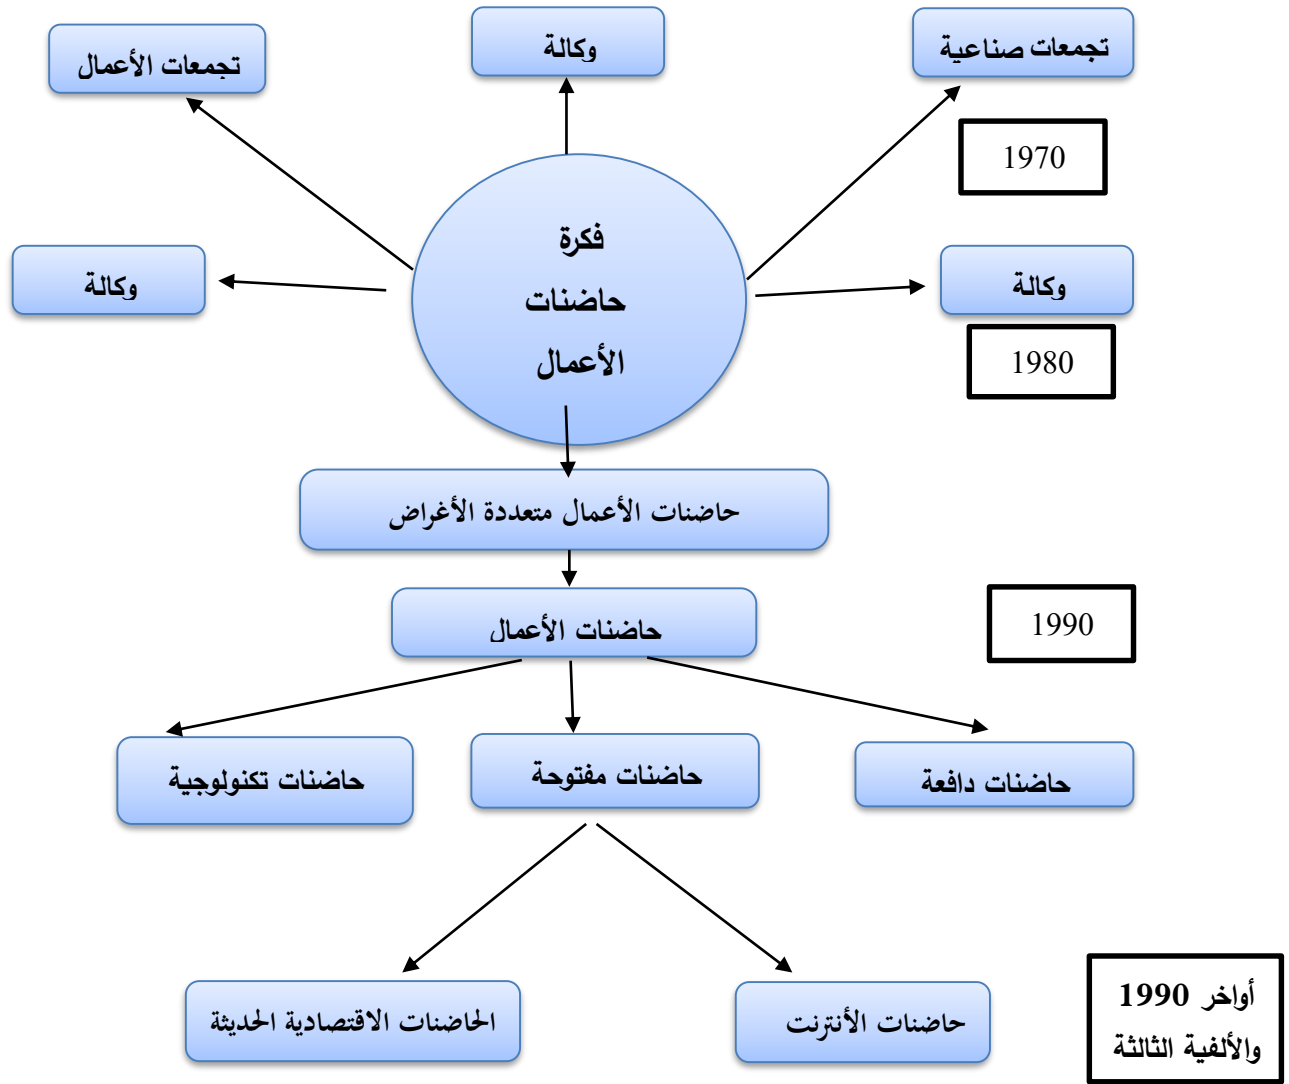 تجمعات صناعية
وكالة
تجمعات الأعمال
1970
فكرة
حاضنات
الأعمال
وكالة
وكالة
1980
حاضنات الأعمال متعددة الأغراض
حاضنات الأعمال
1990
حاضنات دافعة
حاضنات مفتوحة
حاضنات تكنولوجية
حاضنات الأنترنت
الحاضنات الاقتصادية الحديثة
أواخر 1990
والألفية الثالثة